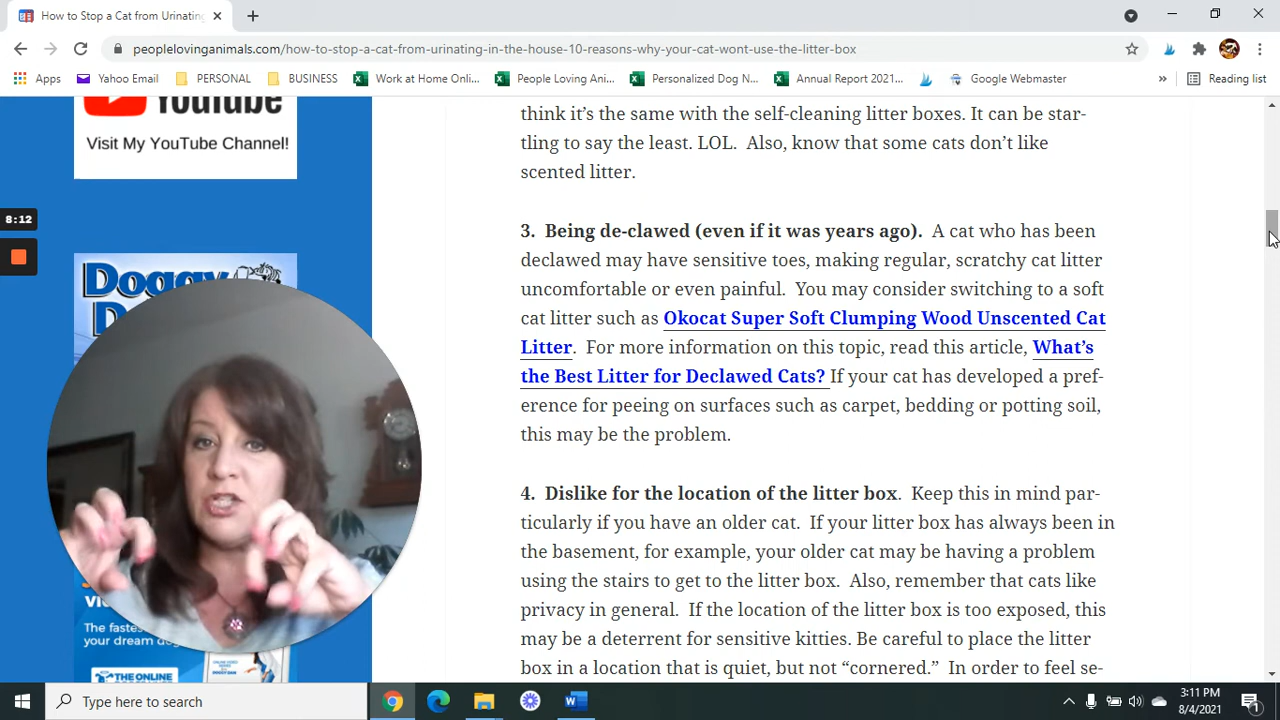 How to Stop a Cat from Urinating
peoplelovinganimals.com/how-to-stop-a-cat-from-urinating-in-the-house-10-reasons-why-your-cat-wont-use-the-litter-box
Apps Yahoo Email PERSONAL BUSINESS Work at Home Onli... People Loving Ani... Personalized Dog N... Annual Report 2021... Google Webmaster » Reading list
YouTube
Visit My YouTube Channel!
8:12
Doggy
The fastes
your dream do
THE ONLINE
think it’s the same with the self-cleaning litter boxes. It can be star-
tling to say the least. LOL. Also, know that some cats don’t like
scented litter.
3. Being de-clawed (even if it was years ago). A cat who has been
declawed may have sensitive toes, making regular, scratchy cat litter
uncomfortable or even painful. You may consider switching to a soft
cat litter such as Okocat Super Soft Clumping Wood Unscented Cat
Litter. For more information on this topic, read this article, What’s
the Best Litter for Declawed Cats? If your cat has developed a pref-
erence for peeing on surfaces such as carpet, bedding or potting soil,
this may be the problem.
4. Dislike for the location of the litter box. Keep this in mind par-
ticularly if you have an older cat. If your litter box has always been in
the basement, for example, your older cat may be having a problem
using the stairs to get to the litter box. Also, remember that cats like
privacy in general. If the location of the litter box is too exposed, this
may be a deterrent for sensitive kitties. Be careful to place the litter
box in a location that is quiet, but not “cornered.” In order to feel se-
Type here to search
3:11 PM
8/4/2021